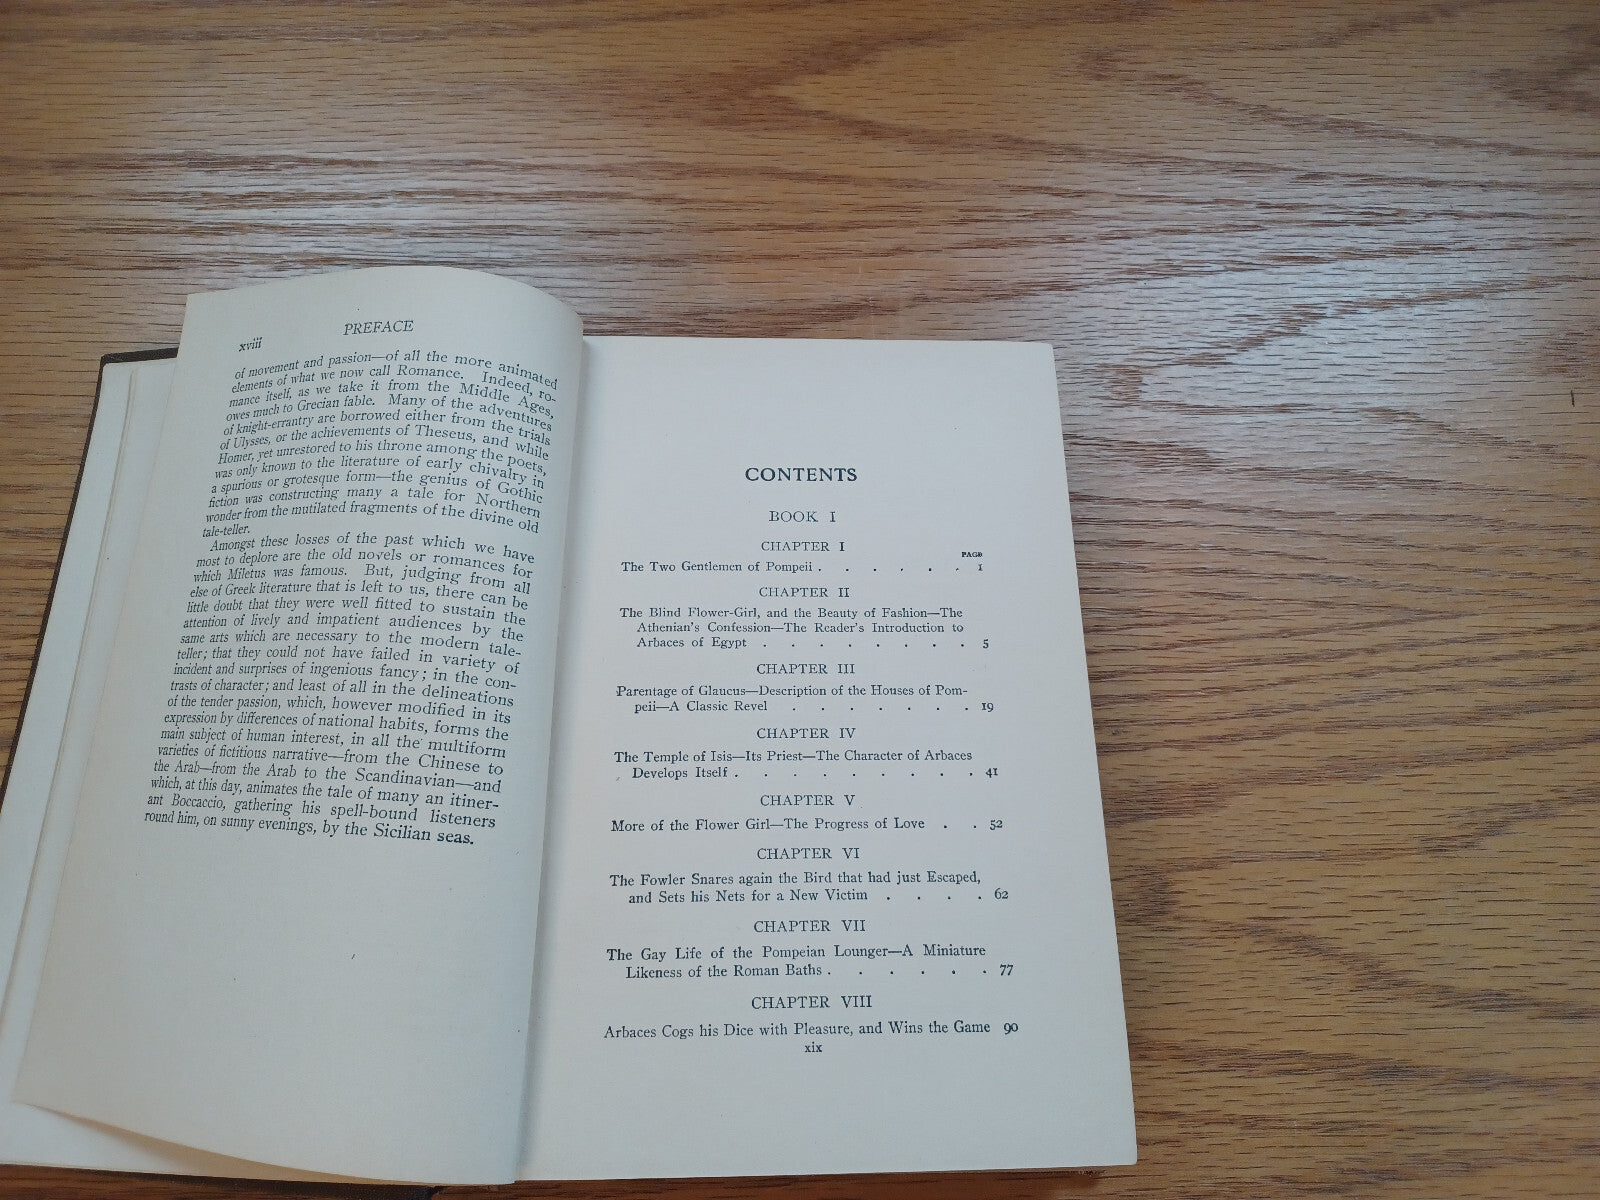 PREFACE
xviii
of movement and passion—of all the more animated
elements of what we now call Romance. Indeed, ro-
mance itself, as we take it from the Middle Ages,
owes much to Grecian fable. Many of the adventures
of knight-errantry are borrowed either from the trials
of Ulysses, or the achievements of Theseus, and while
Homer, yet unrestored to his throne among the poets,
was only known to the literature of early chivalry in
a spurious or grotesque form—the genius of Gothic
fiction was constructing many a tale for Northern
wonder from the mutilated fragments of the divine old
tale-teller.
Amongst these losses of the past which we have
most to deplore are the old novels or romances for
which Miletus was famous. But, judging from all
else of Greek literature that is left to us, there can be
little doubt that they were well fitted to sustain the
attention of lively and impatient audiences by the
same arts which are necessary to the modern tale-
teller; that they could not have failed in variety of
incident and surprises of ingenious fancy; in the con-
trasts of character; and least of all in the delineations
of the tender passion, which, however modified in its
expression by differences of national habits, forms the
main subject of human interest, in all the multiform
varieties of fictitious narrative—from the Chinese to
the Arab—from the Arab to the Scandinavian—and
which, at this day, animates the tale of many an itiner-
ant Boccaccio, gathering his spell-bound listeners
round him, on sunny evenings, by the Sicilian seas.
CONTENTS
BOOK I
CHAPTER I
PAGE
The Two Gentlemen of Pompeii . . . . . . 1
CHAPTER II
The Blind Flower-Girl, and the Beauty of Fashion—The
Athenian's Confession—The Reader's Introduction to
Arbaces of Egypt . . . . . . . . 5
CHAPTER III
Parentage of Glaucus—Description of the Houses of Pom-
peii—A Classic Revel . . . . . . . 19
CHAPTER IV
The Temple of Isis—Its Priest—The Character of Arbaces
Develops Itself . . . . . . . . . 41
CHAPTER V
More of the Flower Girl—The Progress of Love . . 52
CHAPTER VI
The Fowler Snares again the Bird that had just Escaped,
and Sets his Nets for a New Victim . . . . 62
CHAPTER VII
The Gay Life of the Pompeian Lounger—A Miniature
Likeness of the Roman Baths . . . . . . 77
CHAPTER VIII
Arbaces Cogs his Dice with Pleasure, and Wins the Game 90
xix